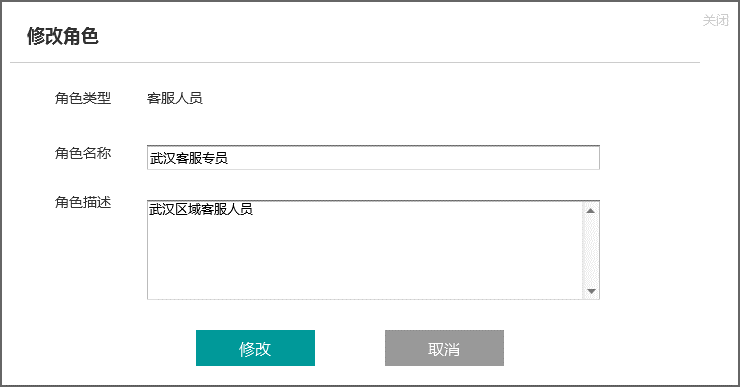 关闭
修改角色
角色类型 客服人员
角色名称 武汉客服专员
角色描述 武汉区域客服人员
修改 取消